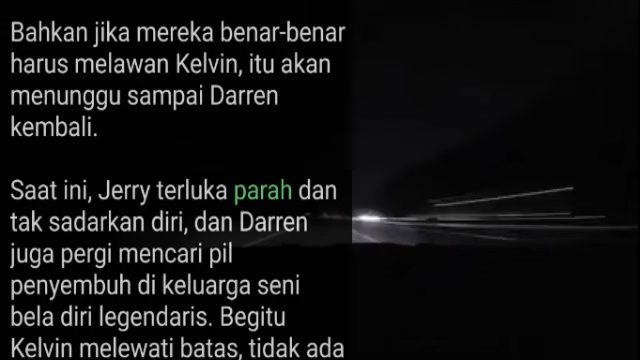 Bahkan jika mereka benar-benar
harus melawan Kelvin, itu akan
menunggu sampai Darren
kembali.
Saat ini, Jerry terluka parah dan
tak sadarkan diri, dan Darren
juga pergi mencari pil
penyembuh di keluarga seni
bela diri legendaris. Begitu
Kelvin melewati batas, tidak ada